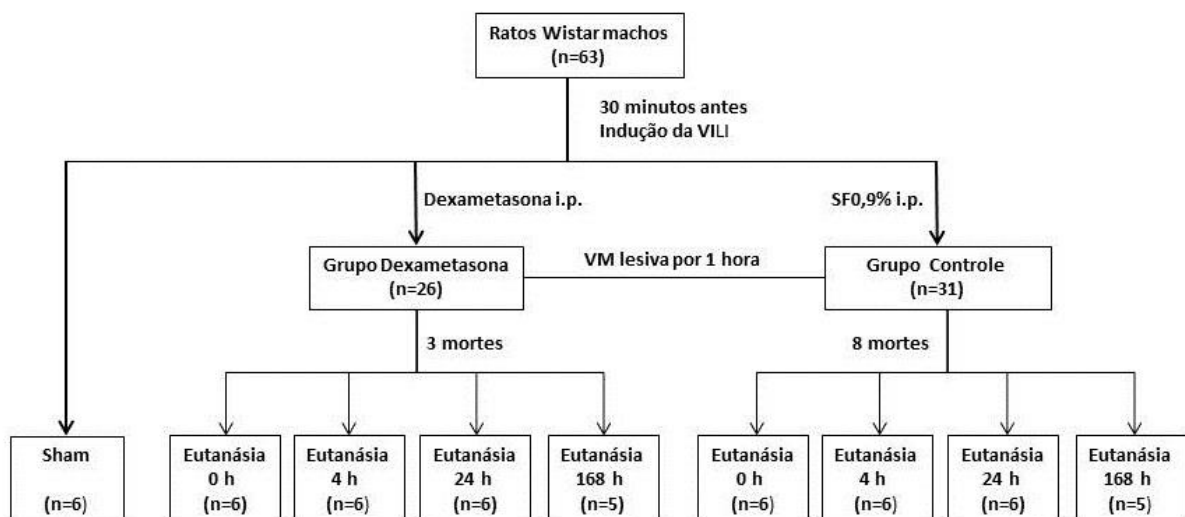 Ratos Wistar machos
(n=63)
30 minutos antes
Indução da VILI
Dexametasona i.p.
SF0,9% i.p.
Grupo Dexametasona
(n=26)
VM lesiva por 1 hora
Grupo Controle
(n=31)
3 mortes
8 mortes
Sham
(n=6)
Eutanásia
0 h
(n=6)
Eutanásia
4 h
(n=6)
Eutanásia
24 h
(n=6)
Eutanásia
168 h
(n=5)
Eutanásia
0 h
(n=6)
Eutanásia
4 h
(n=6)
Eutanásia
24 h
(n=6)
Eutanásia
168 h
(n=5)